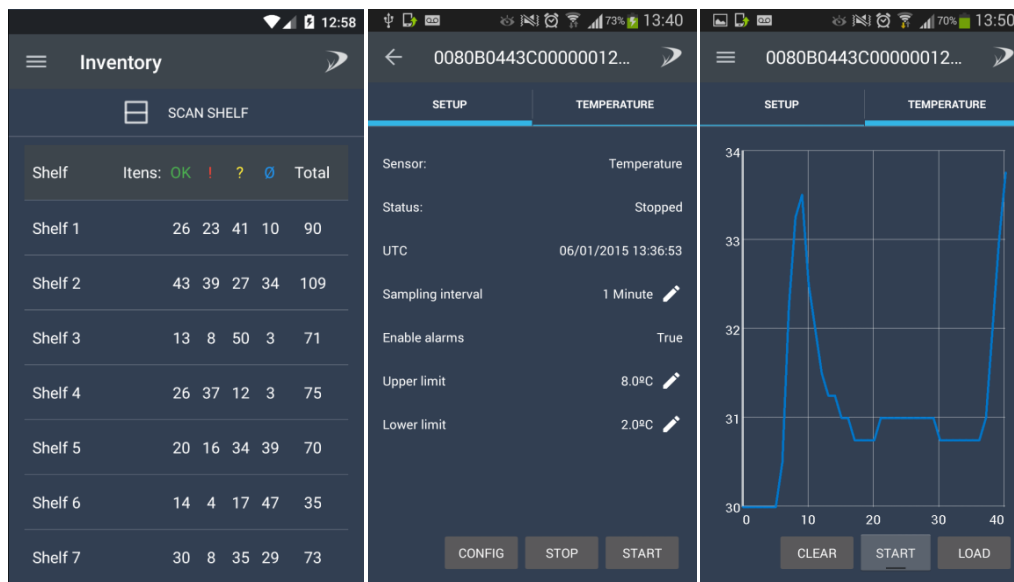 12:58
Inventory
SCAN SHELF
Shelf Itens: OK ! ? Ø Total
Shelf 1 26 23 41 10 90
Shelf 2 43 39 27 34 109
Shelf 3 13 8 50 3 71
Shelf 4 26 37 12 3 75
Shelf 5 20 16 34 39 70
Shelf 6 14 4 17 47 35
Shelf 7 30 8 35 29 73
73% 13:40
0080B0443C00000012...
SETUP TEMPERATURE
Sensor: Temperature
Status: Stopped
UTC 06/01/2015 13:36:53
Sampling interval 1 Minute
Enable alarms True
Upper limit 8.0ºC
Lower limit 2.0ºC
CONFIG STOP START
70% 13:50
0080B0443C00000012...
SETUP TEMPERATURE
34
33
32
31
30
0 10 20 30 40
CLEAR START LOAD